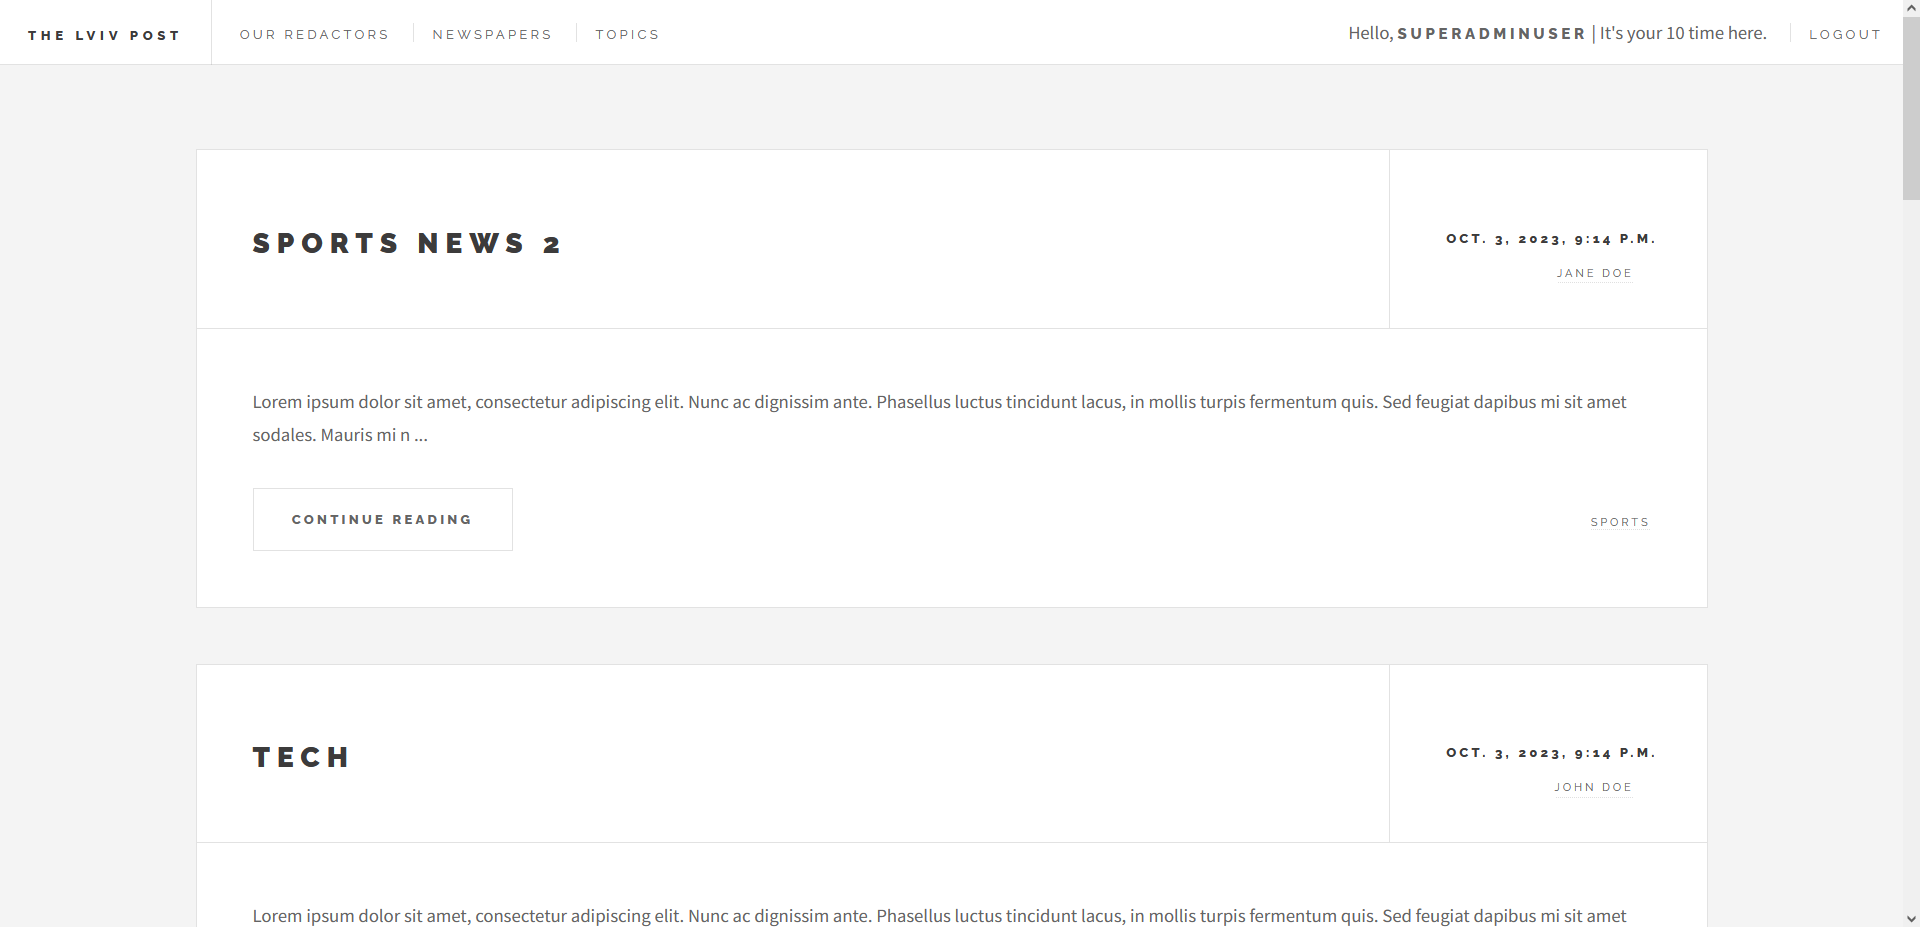 THE LVIV POST
OUR REDACTORS
NEWSPAPERS
TOPICS
Hello, SUPERADMINUSER | It's your 10 time here.
LOGOUT
SPORTS NEWS 2
OCT. 3, 2023, 9:14 P.M.
JANE DOE
Lorem ipsum dolor sit amet, consectetur adipiscing elit. Nunc ac dignissim ante. Phasellus luctus tincidunt lacus, in mollis turpis fermentum quis. Sed feugiat dapibus mi sit amet
sodales. Mauris mi n ...
CONTINUE READING
SPORTS
TECH
OCT. 3, 2023, 9:14 P.M.
JOHN DOE
Lorem ipsum dolor sit amet, consectetur adipiscing elit. Nunc ac dignissim ante. Phasellus luctus tincidunt lacus, in mollis turpis fermentum quis. Sed feugiat dapibus mi sit amet